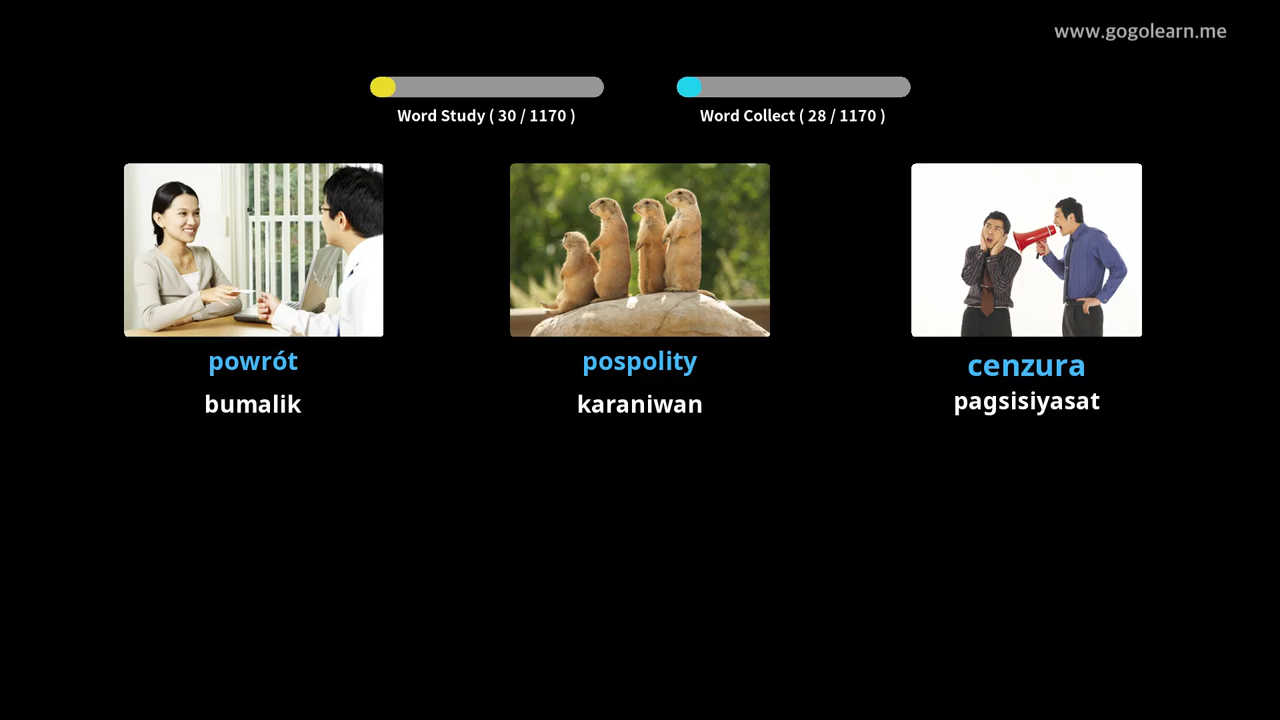 www.gogolearn.me
Word Study ( 30 / 1170 )
Word Collect ( 28 / 1170 )
powrót
pospolity
cenzura
bumalik
karaniwan
pagsisiyasat